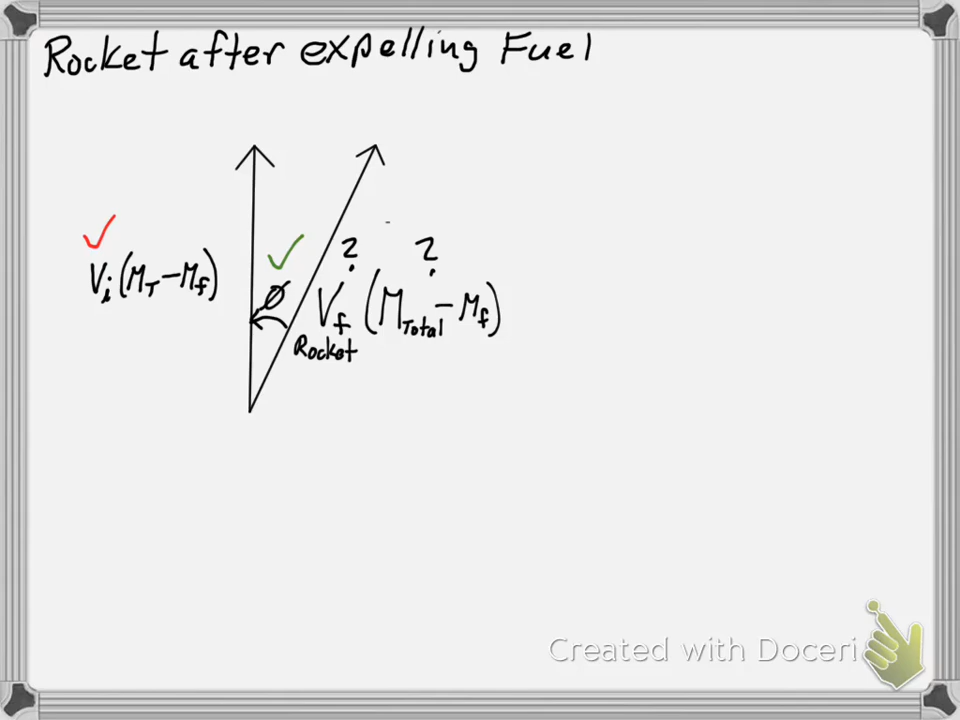 Rocket after expelling Fuel
? ?
Vi (MT - Mf)
Ø
Vf (MTotal - Mf)
Rocket
Created with Doceri